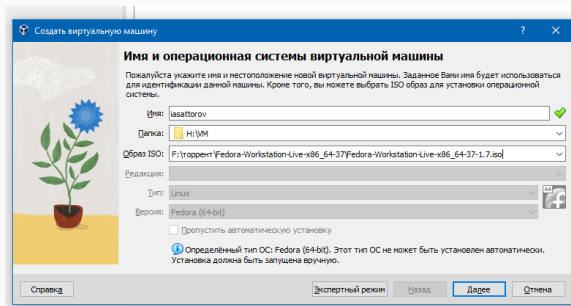 Создать виртуальную машину
Имя и операционная системы виртуальной машины
Пожалуйста укажите имя и местоположение новой виртуальной машины. Заданное Вами имя будет использоваться
для идентификации данной машины. Кроме того, вы можете выбрать ISO образ для установки операционной
системы.
Имя: iasattorov
Папка: H:\VM
Образ ISO: F:\торрент\Fedora-Workstation-Live-x86_64-37\Fedora-Workstation-Live-x86_64-37-1.7.iso
Редакция:
Тип: Linux
64
Версия: Fedora (64-bit)
Пропустить автоматическую установку
Определённый тип ОС: Fedora (64-bit). Этот тип ОС не может быть установлен автоматически.
Установка должна быть запущена вручную.
Справка Экспертный режим Назад Далее Отмена